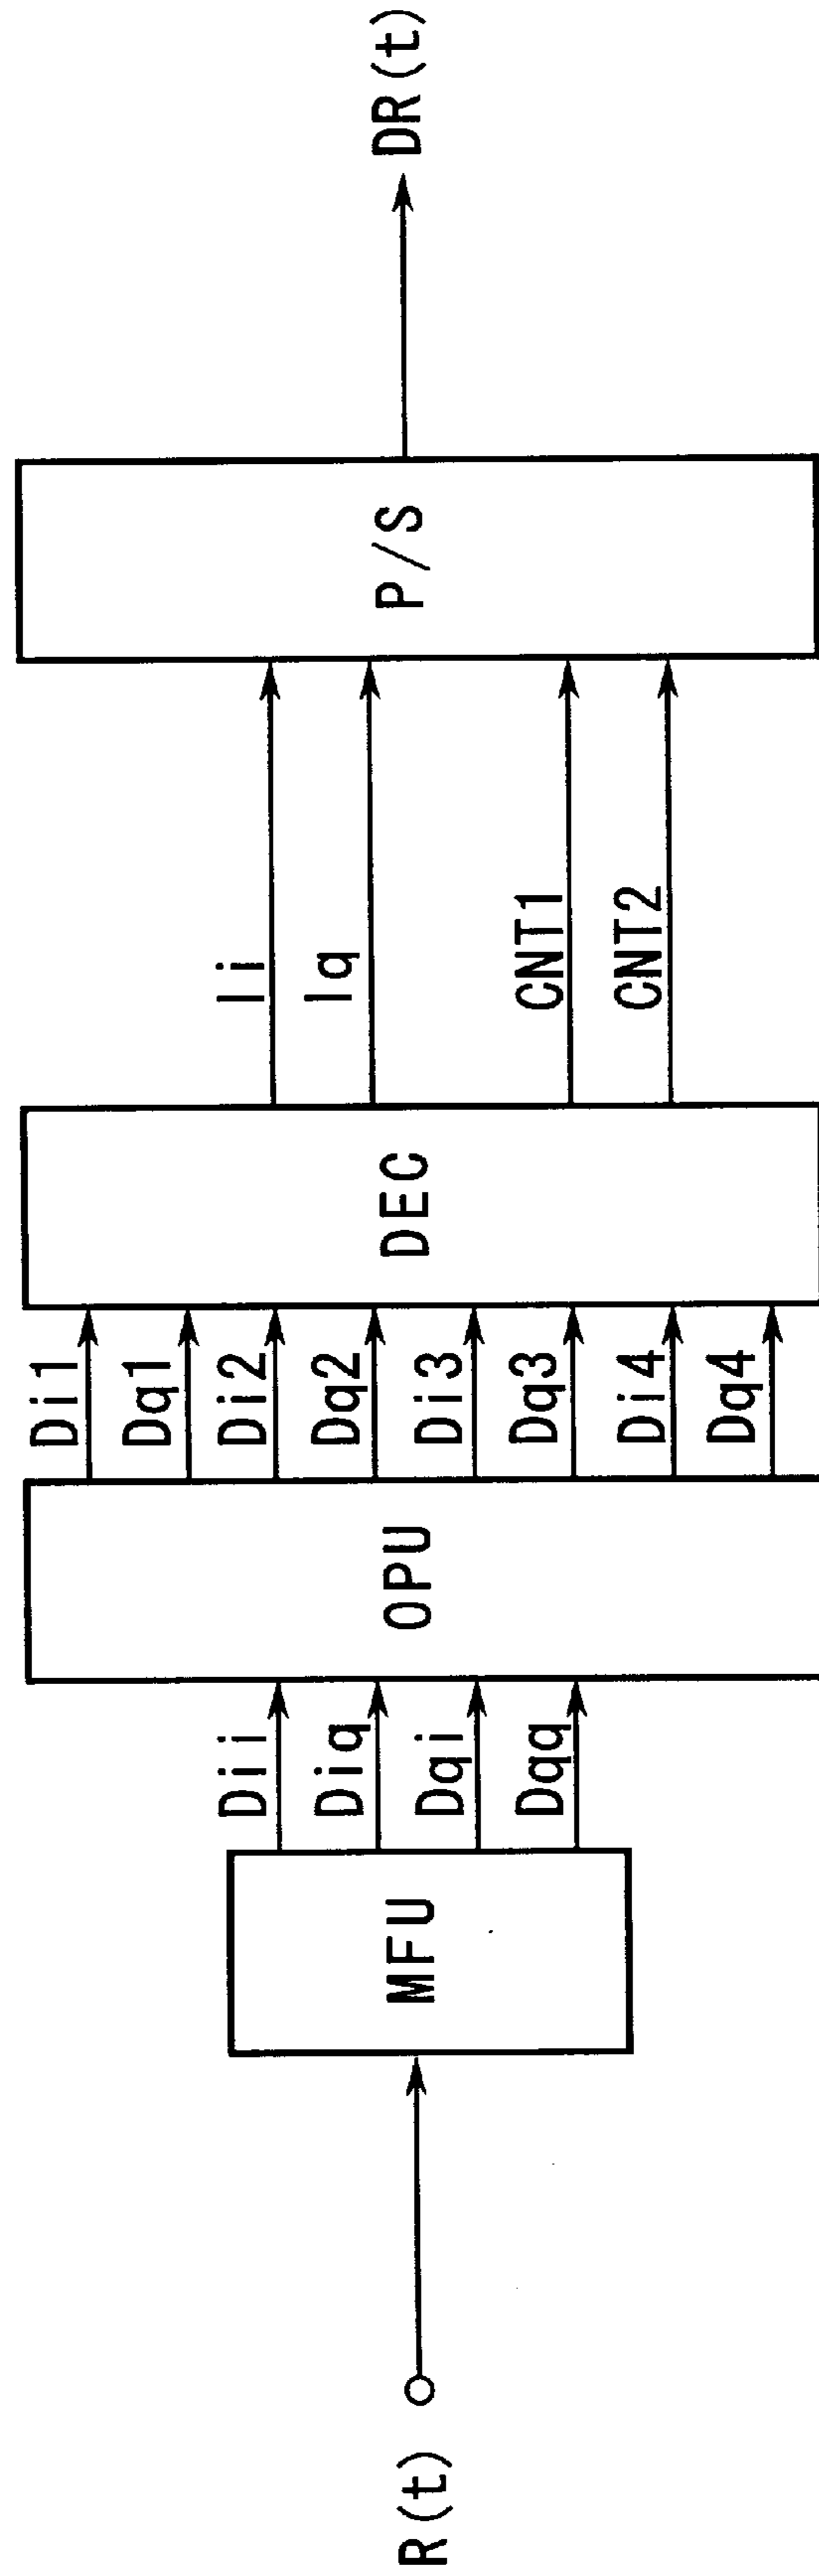 R(t)
MFU
Dii
Diq
Dqi
Dqq
OPU
Di1
Dq1
Di2
Dq2
Di3
Dq3
Di4
Dq4
DEC
Ii
Iq
CNT1
CNT2
P/S
DR(t)